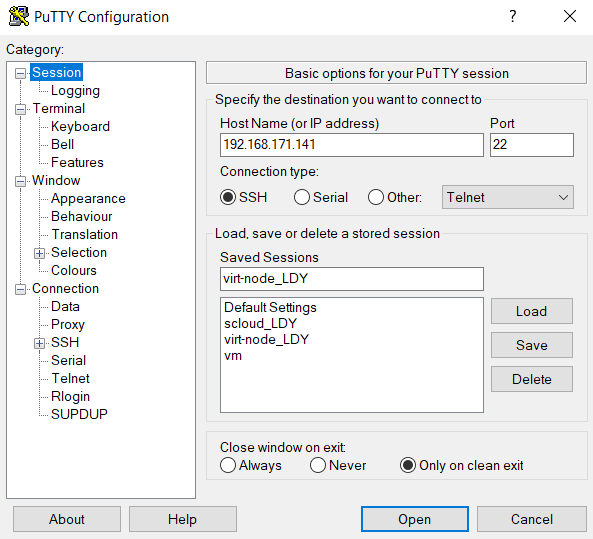 PuTTY Configuration
Category:
Session
Logging
Terminal
Keyboard
Bell
Features
Window
Appearance
Behaviour
Translation
Selection
Colours
Connection
Data
Proxy
SSH
Serial
Telnet
Rlogin
SUPDUP
Basic options for your PuTTY session
Specify the destination you want to connect to
Host Name (or IP address) Port
192.168.171.141 22
Connection type:
SSH Serial Other: Telnet
Load, save or delete a stored session
Saved Sessions
virt-node_LDY
Default Settings
scloud_LDY
virt-node_LDY
vm
Load
Save
Delete
Close window on exit:
Always Never Only on clean exit
About Help Open Cancel